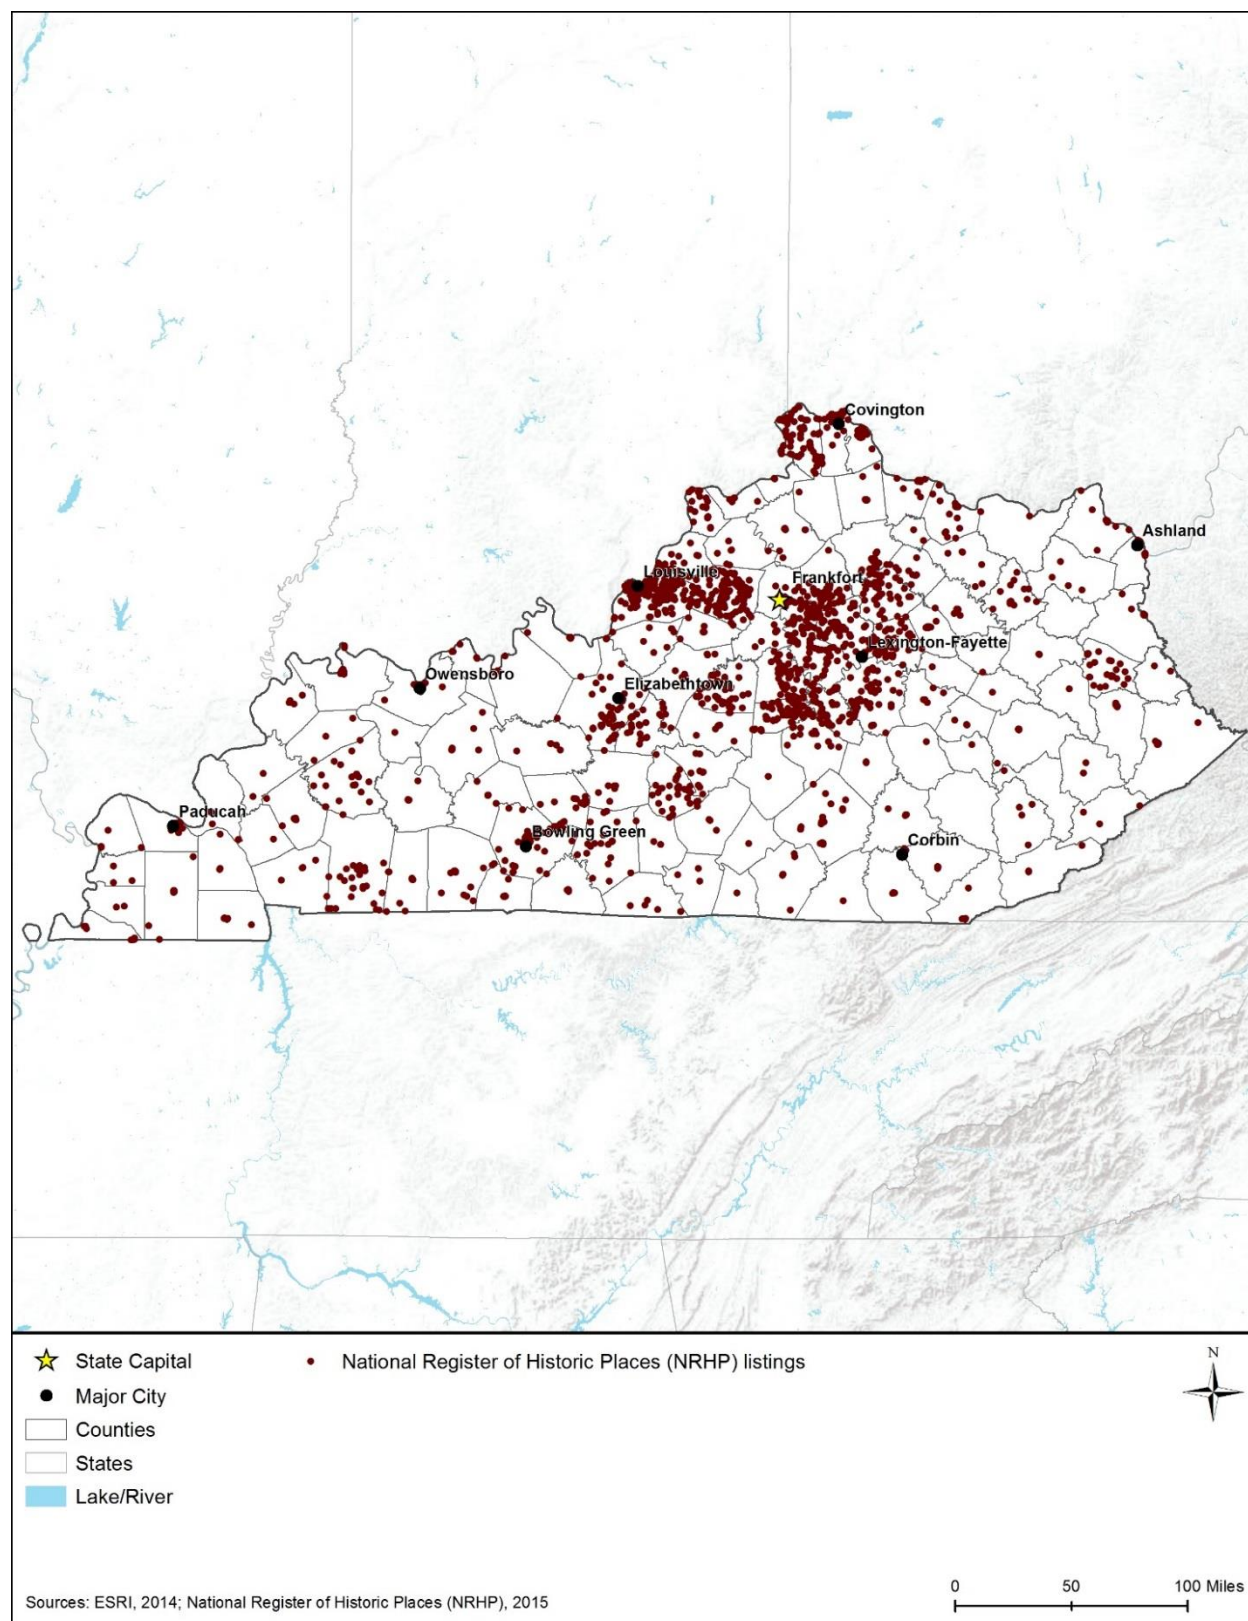 Covington
Ashland
Louisville
Frankfort
Lexington-Fayette
Owensboro
Elizabethtown
Paducah
Bowling Green
Corbin
State Capital
National Register of Historic Places (NRHP) listings
N
Major City
Counties
States
Lake/River
0 50 100 Miles
Sources: ESRI, 2014; National Register of Historic Places (NRHP), 2015